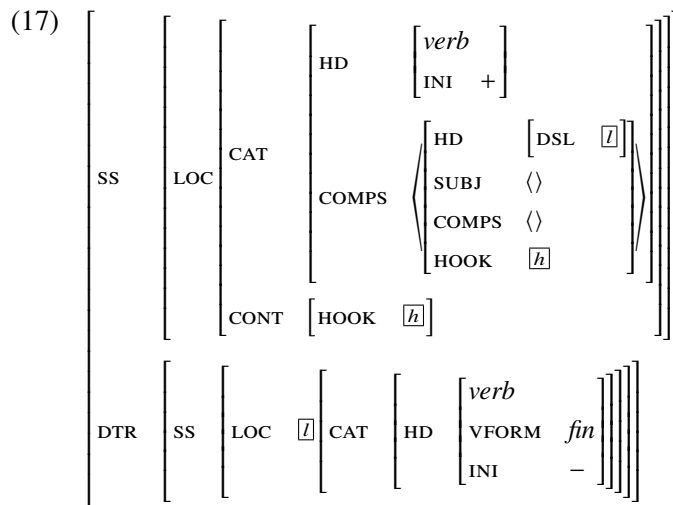 (17)
verb
HD
INI +
CAT
HD [DSL l]
SUBJ ⟨⟩
SS LOC COMPS
COMPS ⟨⟩
HOOK h
CONT [HOOK h]
verb
DTR SS LOC l CAT HD VFORM fin
INI −